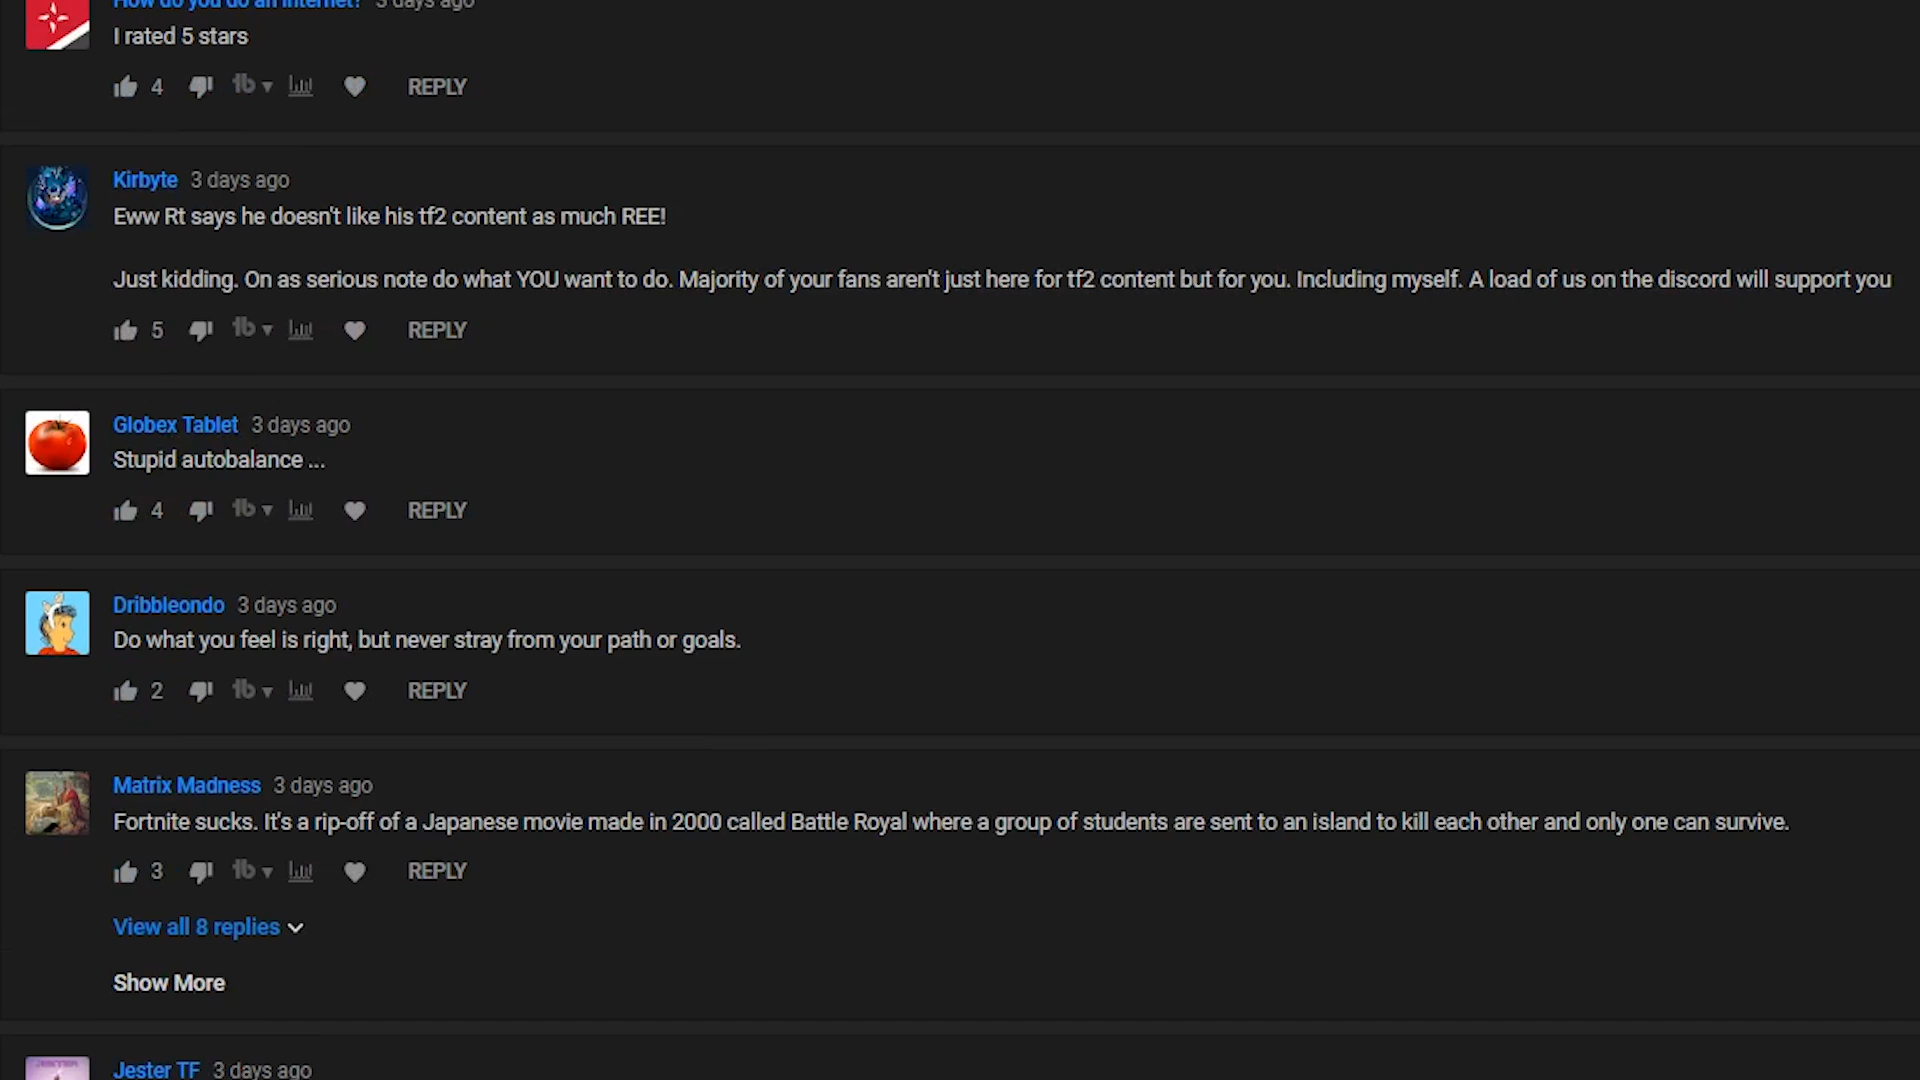 How do you do an internet? 3 days ago
I rated 5 stars
4 REPLY
Kirbyte 3 days ago
Eww Rt says he doesn't like his tf2 content as much REE!
Just kidding. On as serious note do what YOU want to do. Majority of your fans aren't just here for tf2 content but for you. Including myself. A load of us on the discord will support you
5 REPLY
Globex Tablet 3 days ago
Stupid autobalance ...
4 REPLY
Dribbleondo 3 days ago
Do what you feel is right, but never stray from your path or goals.
2 REPLY
Matrix Madness 3 days ago
Fortnite sucks. It's a rip-off of a Japanese movie made in 2000 called Battle Royal where a group of students are sent to an island to kill each other and only one can survive.
3 REPLY
View all 8 replies
Show More
Jester TF 3 days ago